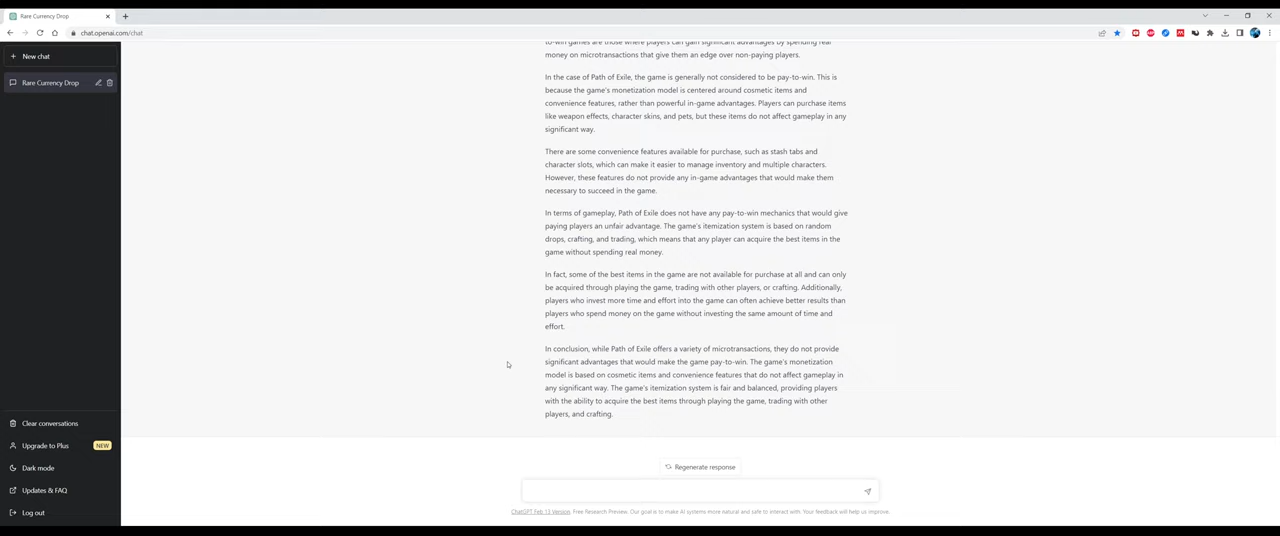 Rare Currency Drop
chat.openai.com/chat
New chat
Rare Currency Drop
to-win games are those where players can gain significant advantages by spending real
money on microtransactions that give them an edge over non-paying players.
In the case of Path of Exile, the game is generally not considered to be pay-to-win. This is
because the game's monetization model is centered around cosmetic items and
convenience features, rather than powerful in-game advantages. Players can purchase items
like weapon effects, character skins, and pets, but these items do not affect gameplay in any
significant way.
There are some convenience features available for purchase, such as stash tabs and
character slots, which can make it easier to manage inventory and multiple characters.
However, these features do not provide any in-game advantages that would make them
necessary to succeed in the game.
In terms of gameplay, Path of Exile does not have any pay-to-win mechanics that would give
paying players an unfair advantage. The game's itemization system is based on random
drops, crafting, and trading, which means that any player can acquire the best items in the
game without spending real money.
In fact, some of the best items in the game are not available for purchase at all and can only
be acquired through playing the game, trading with other players, or crafting. Additionally,
players who invest more time and effort into the game can often achieve better results than
players who spend money on the game without investing the same amount of time and
effort.
In conclusion, while Path of Exile offers a variety of microtransactions, they do not provide
significant advantages that would make the game pay-to-win. The game's monetization
model is based on cosmetic items and convenience features that do not affect gameplay in
any significant way. The game's itemization system is fair and balanced, providing players
with the ability to acquire the best items through playing the game, trading with other
players, and crafting.
Clear conversations
Upgrade to Plus NEW
Dark mode
Updates & FAQ
Log out
Regenerate response
ChatGPT Feb 13 Version. Free Research Preview. Our goal is to make AI systems more natural and safe to interact with. Your feedback will help us improve.